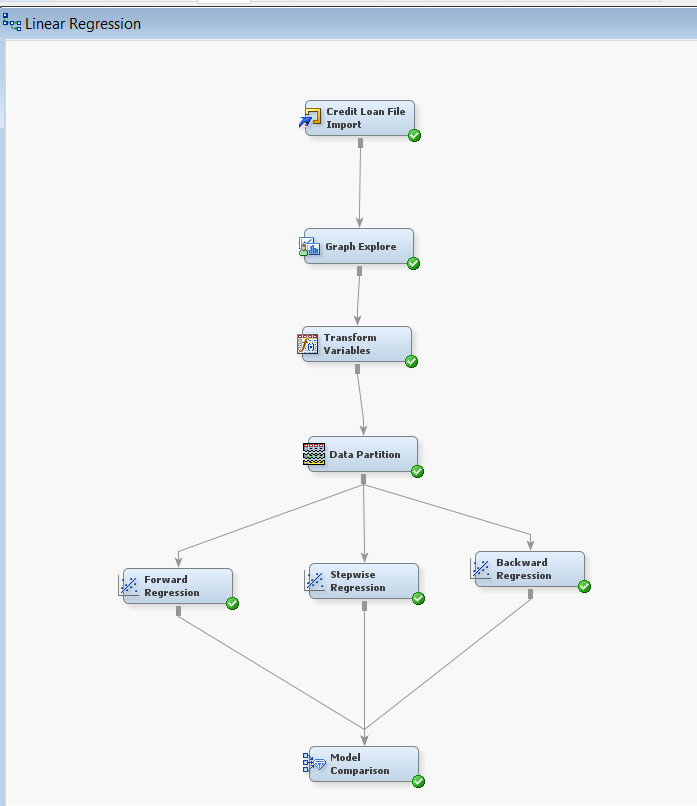 Linear Regression
Credit Loan File
Import
Graph Explore
Transform
Variables
Data Partition
Forward
Regression
Stepwise
Regression
Backward
Regression
Model
Comparison